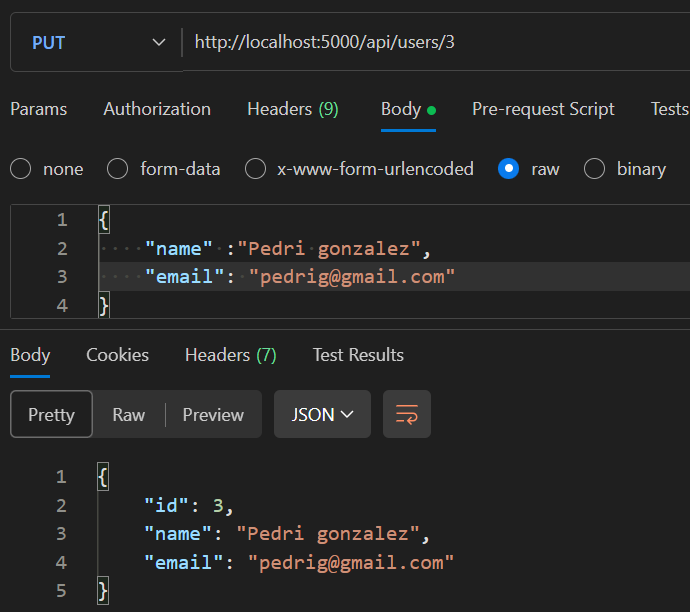 PUT http://localhost:5000/api/users/3
Params Authorization Headers (9) Body Pre-request Script Tests
none form-data x-www-form-urlencoded raw binary
1 {
2 "name" :"Pedri gonzalez",
3 "email": "pedrig@gmail.com"
4 }
Body Cookies Headers (7) Test Results
Pretty Raw Preview JSON
1 {
2 "id": 3,
3 "name": "Pedri gonzalez",
4 "email": "pedrig@gmail.com"
5 }